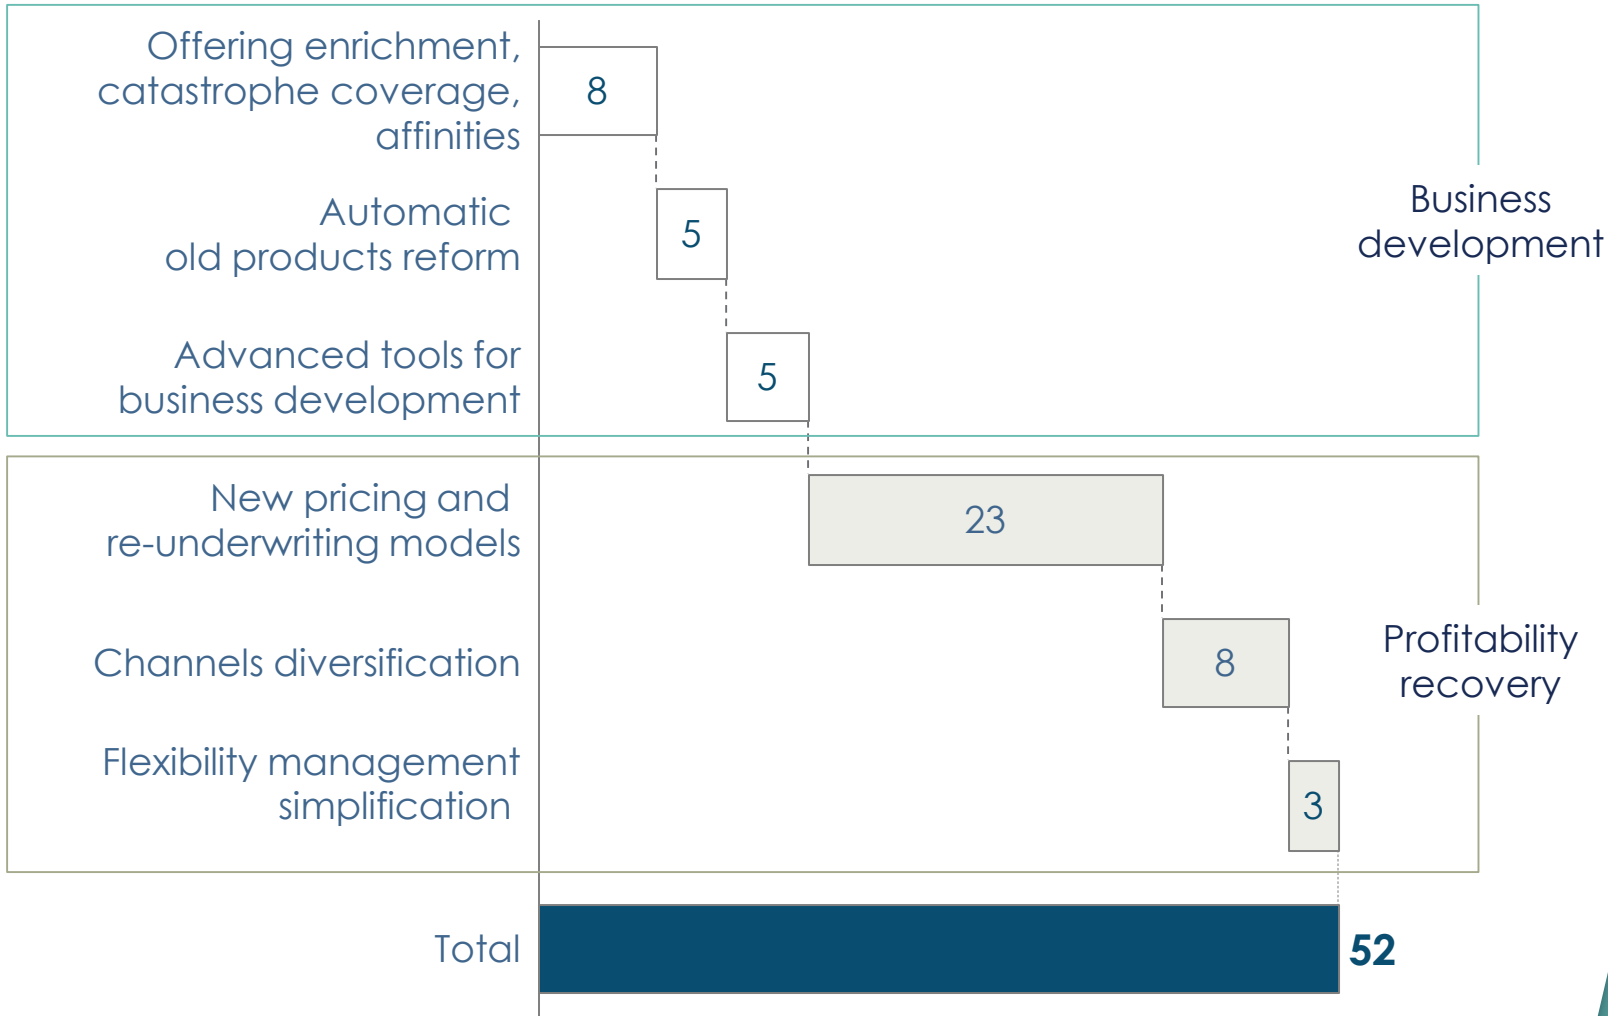 Offering enrichment,
catastrophe coverage,
affinities
8
Automatic
old products reform
5
Advanced tools for
business development
5
Business
development
New pricing and
re-underwriting models
23
Channels diversification
8
Flexibility management
simplification
3
Profitability
recovery
Total
52